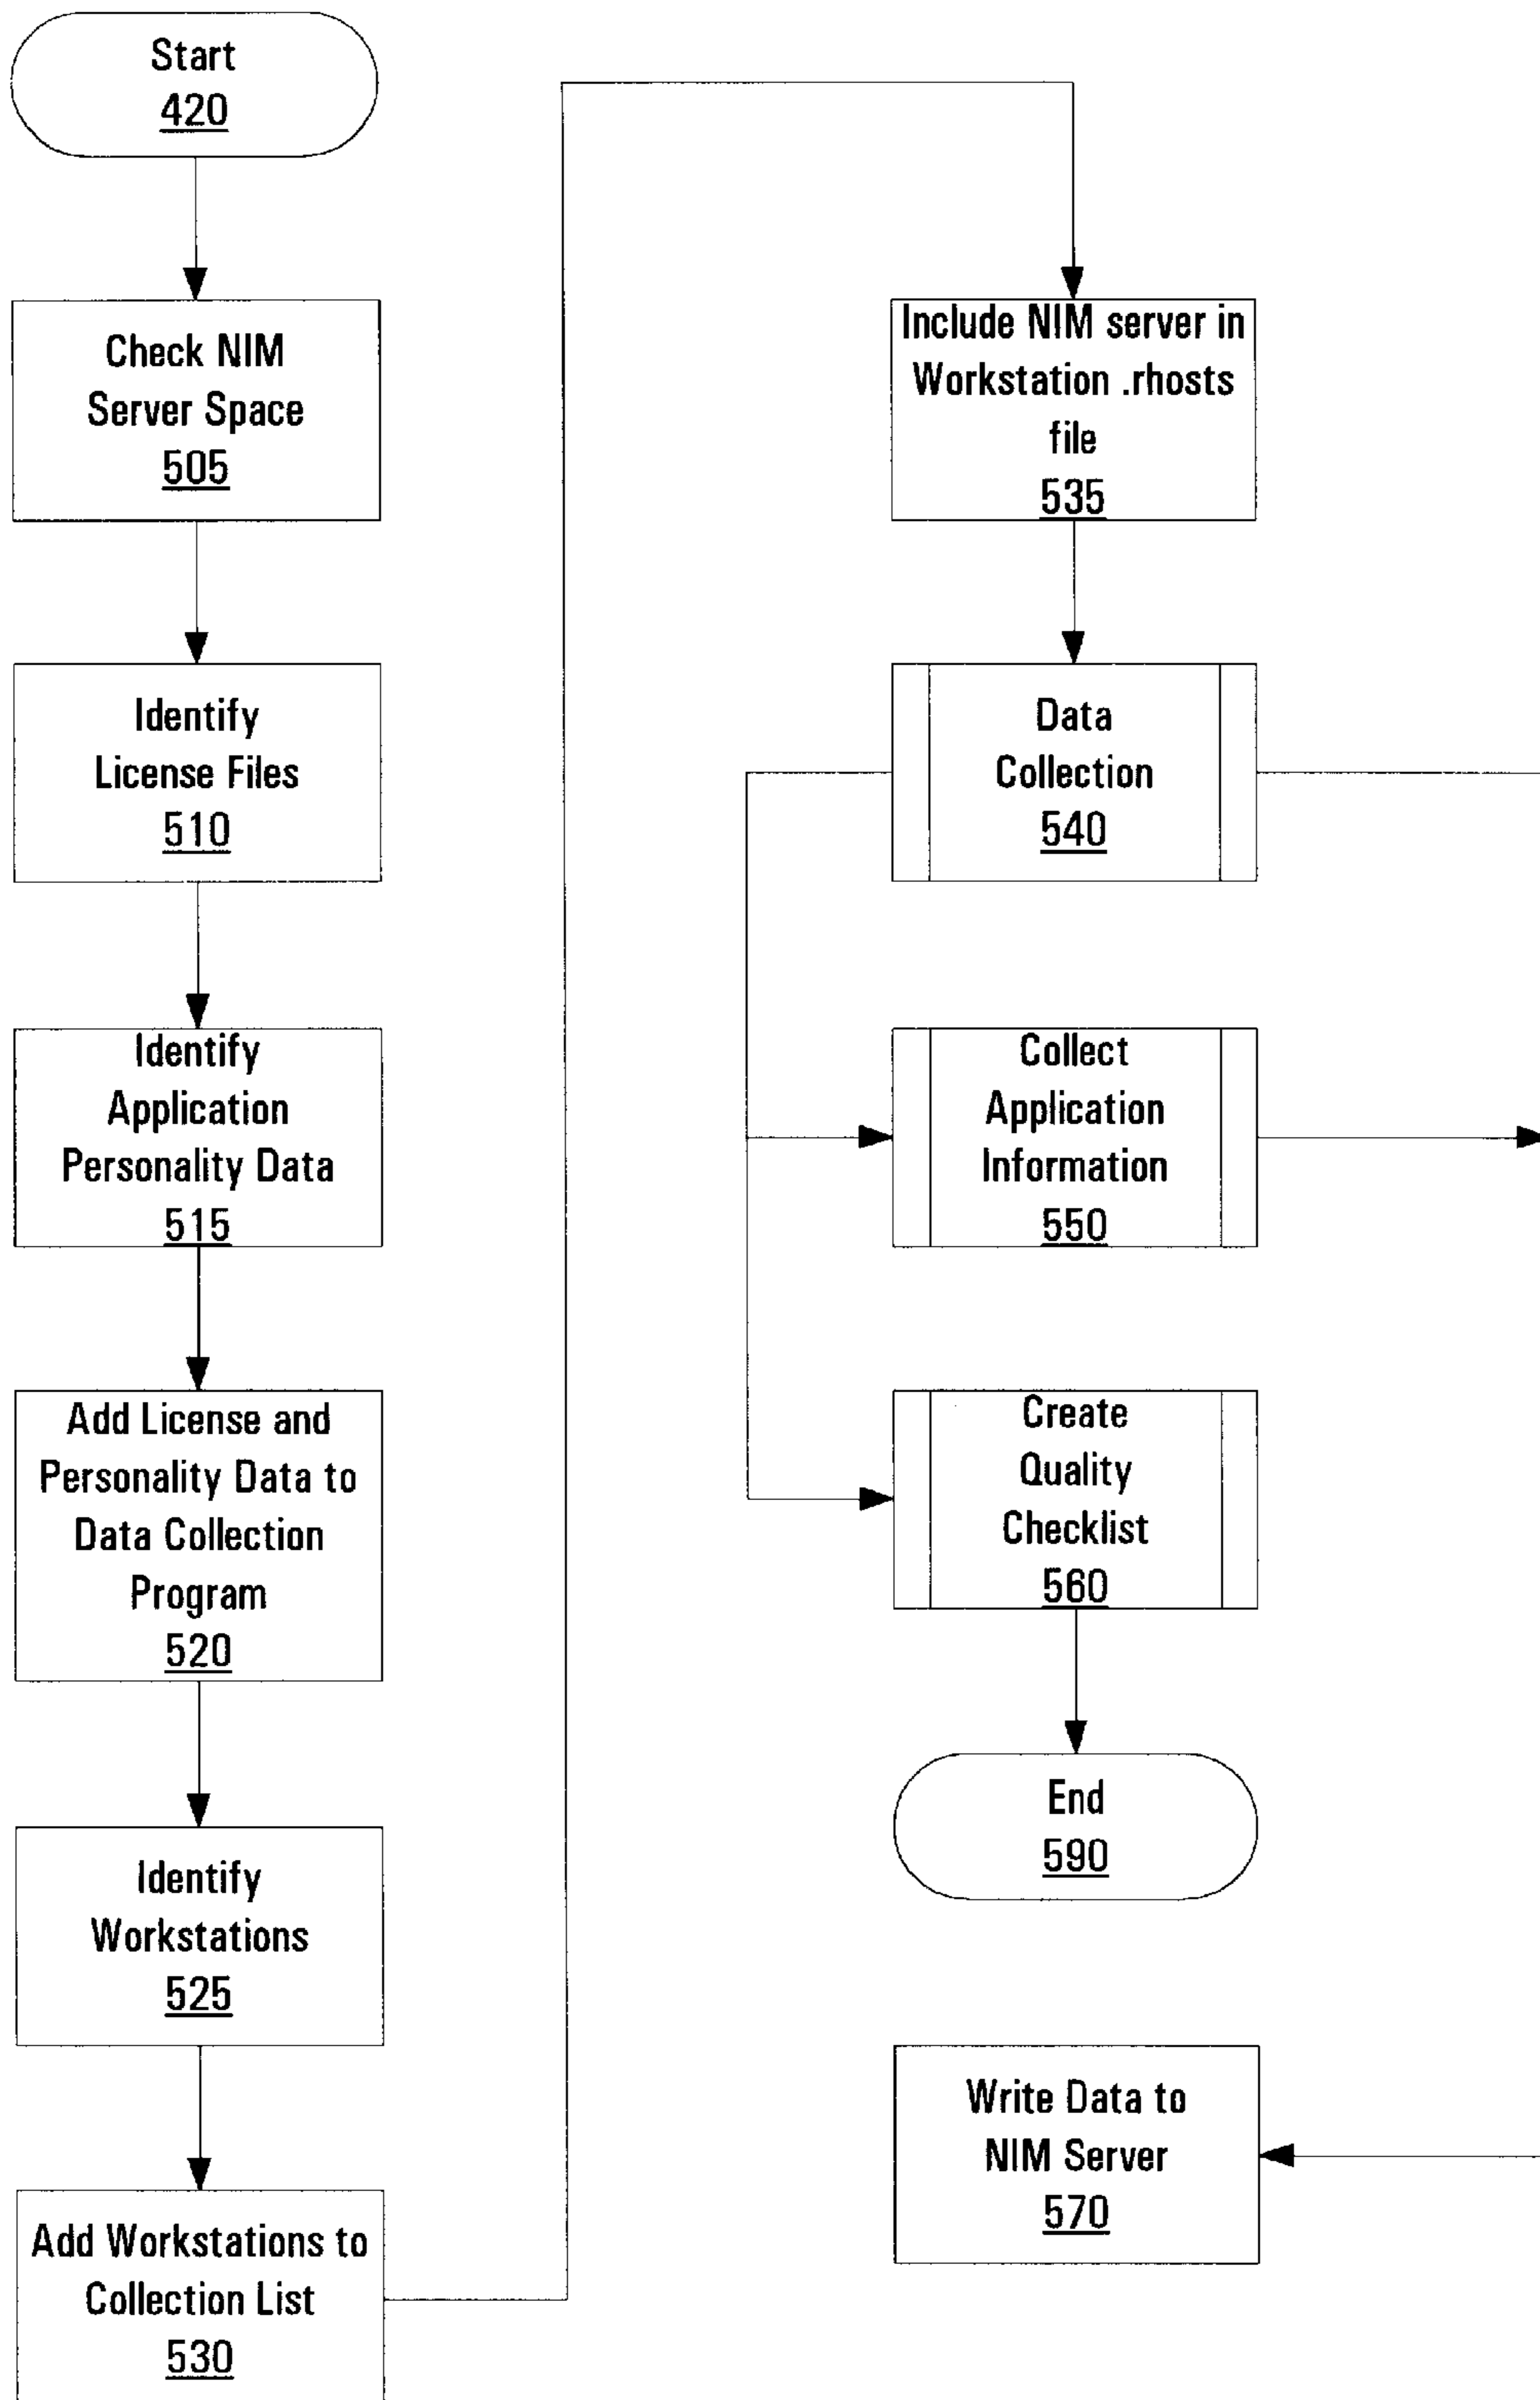 Start
420
Check NIM
Server Space
505
Identify
License Files
510
Identify
Application
Personality Data
515
Add License and
Personality Data to
Data Collection
Program
520
Identify
Workstations
525
Add Workstations to
Collection List
530
Include NIM server in
Workstation .rhosts
file
535
Data
Collection
540
Collect
Application
Information
550
Create
Quality
Checklist
560
End
590
Write Data to
NIM Server
570